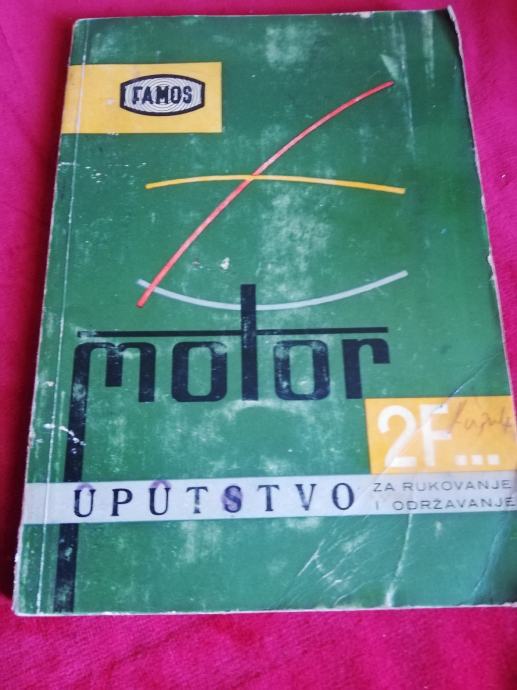 FAMOS
motor
2F...
UPUTSTVO ZA RUKOVANJE
I ODRŽAVANJE